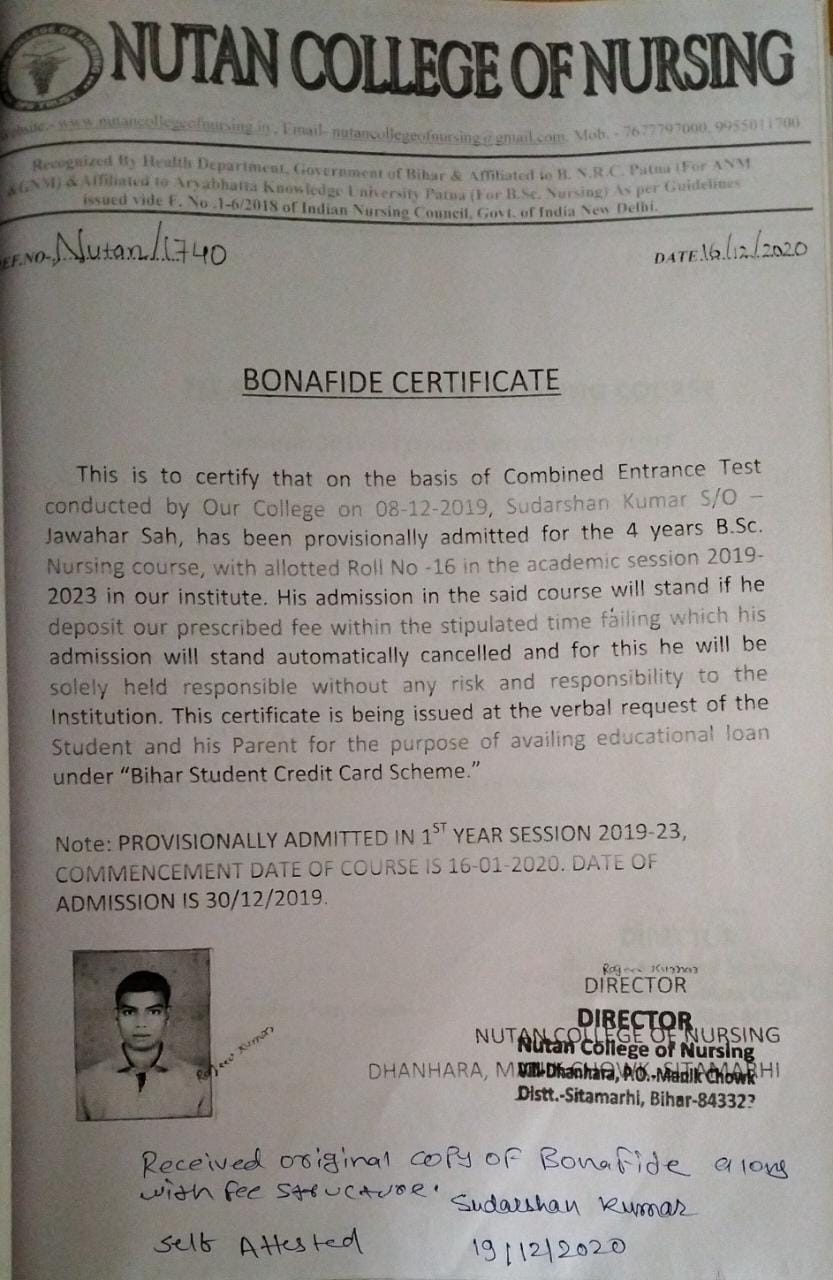 NUTAN COLLEGE OF NURSING
Website:- www.nutancollegeofnursing.in , Email- nutancollegeofnursing@gmail.com, Mob. - 7677797000, 9955011700
Recognized By Health Department, Government of Bihar & Affiliated to B. N.R.C. Patna (For ANM
&GNM) & Affiliated to Aryabhatta Knowledge University Patna (For B.Sc. Nursing) As per Guidelines
issued vide F. No .1-6/2018 of Indian Nursing Council, Govt. of India New Delhi.
EF.NO-. Nutan/1740 DATE 16/12/2020
BONAFIDE CERTIFICATE
This is to certify that on the basis of Combined Entrance Test
conducted by Our College on 08-12-2019, Sudarshan Kumar S/O –
Jawahar Sah, has been provisionally admitted for the 4 years B.Sc.
Nursing course, with allotted Roll No -16 in the academic session 2019-
2023 in our institute. His admission in the said course will stand if he
deposit our prescribed fee within the stipulated time failing which his
admission will stand automatically cancelled and for this he will be
solely held responsible without any risk and responsibility to the
Institution. This certificate is being issued at the verbal request of the
Student and his Parent for the purpose of availing educational loan
under “Bihar Student Credit Card Scheme.”
Note: PROVISIONALLY ADMITTED IN 1ST YEAR SESSION 2019-23,
COMMENCEMENT DATE OF COURSE IS 16-01-2020. DATE OF
ADMISSION IS 30/12/2019.
Rajeev Kumar
DIRECTOR
DIRECTOR
NUTAN COLLEGE OF NURSING
Nutan College of Nursing
DHANHARA, MANIK CHOWK, SITAMARHI
Vill-Dhanhara, P.O.-Manik Chowk
Distt.-Sitamarhi, Bihar-843323
Rajeev Kumar
Received original copy of Bonafide along
with fee structure.
Sudarshan Kumar
Self Attested 19/12/2020